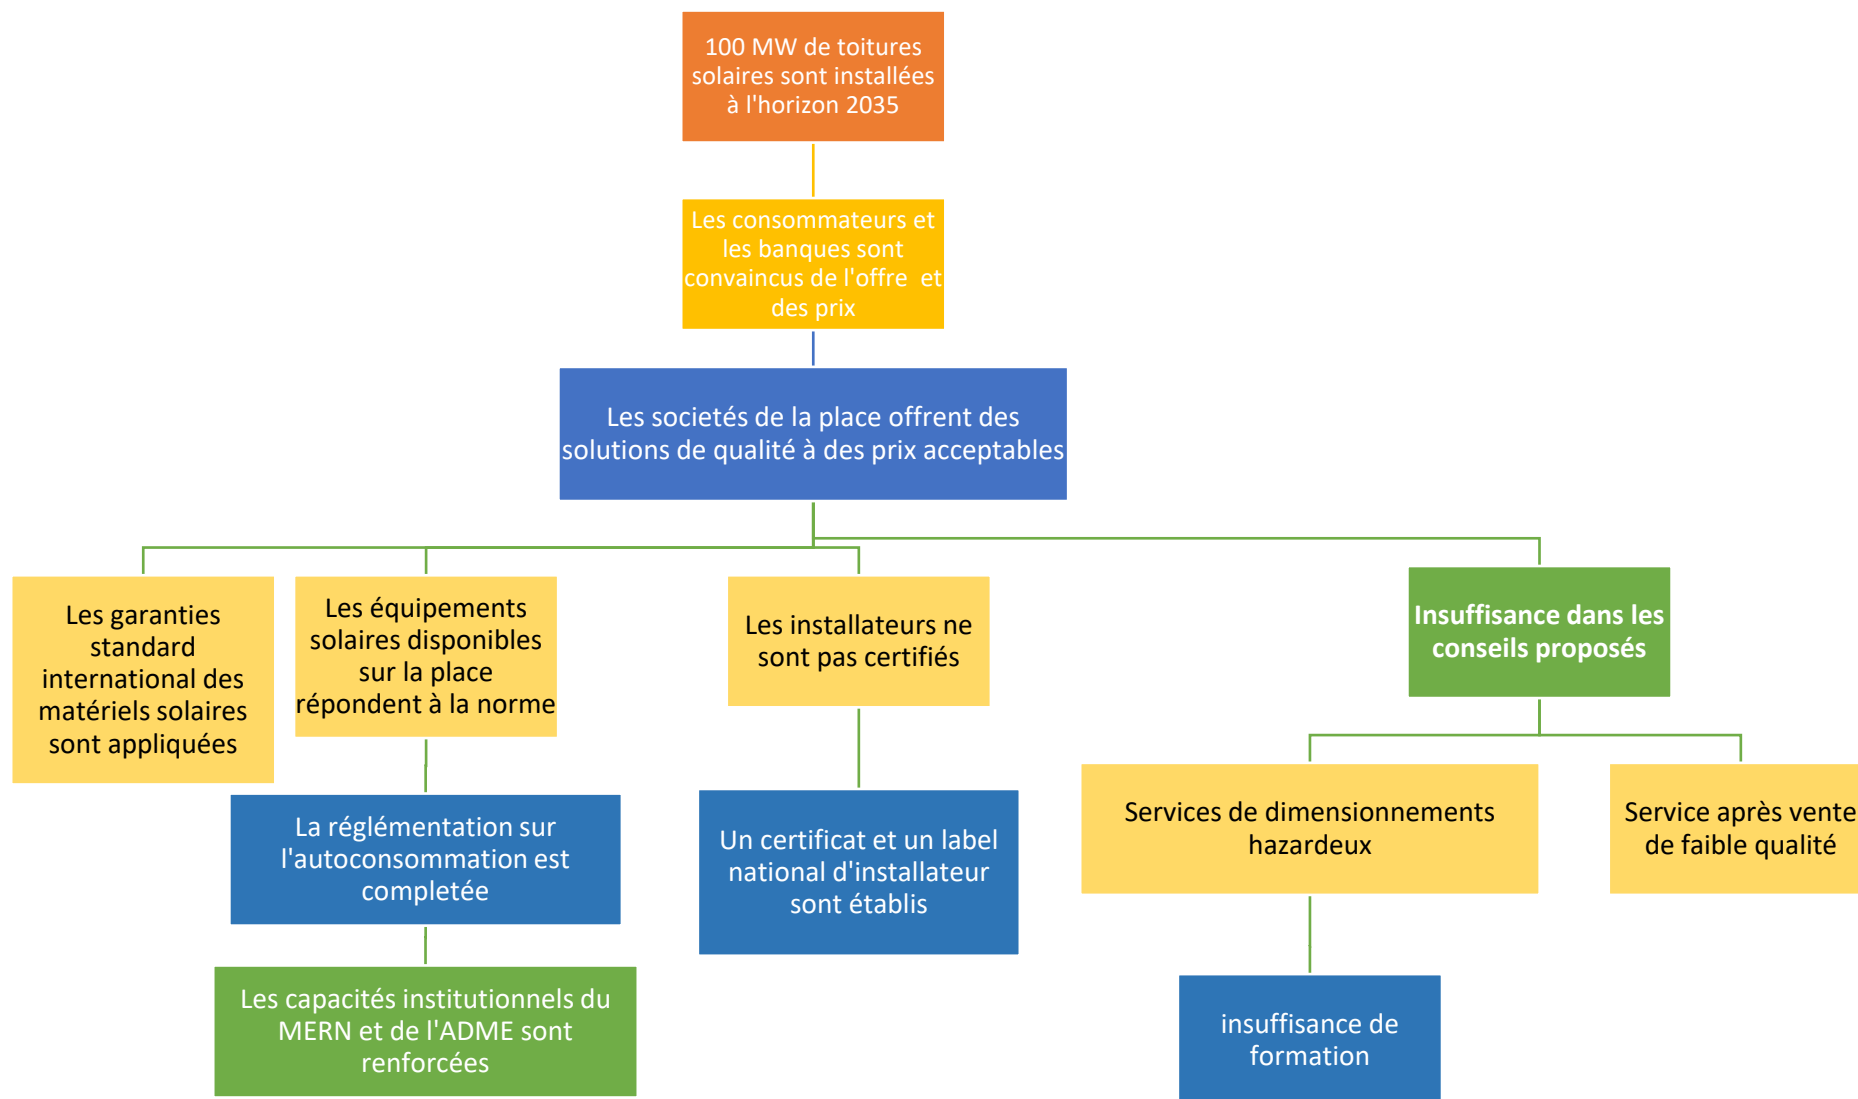 100 MW de toitures
solaires sont installées
à l'horizon 2035
Les consommateurs et
les banques sont
convaincus de l'offre  et
des prix
Les societés de la place offrent des
solutions de qualité à des prix acceptables
Les garanties
standard
international des
matériels solaires
sont appliquées
Les équipements
solaires disponibles
sur la place
répondent à la norme
Les installateurs ne
sont pas certifiés
Insuffisance dans les
conseils proposés
La réglémentation sur
l'autoconsommation est
completée
Un certificat et un label
national d'installateur
sont établis
Services de dimensionnements
hazardeux
Service après vente
de faible qualité
Les capacités institutionnels du
MERN et de l'ADME sont
renforcées
insuffisance de
formation